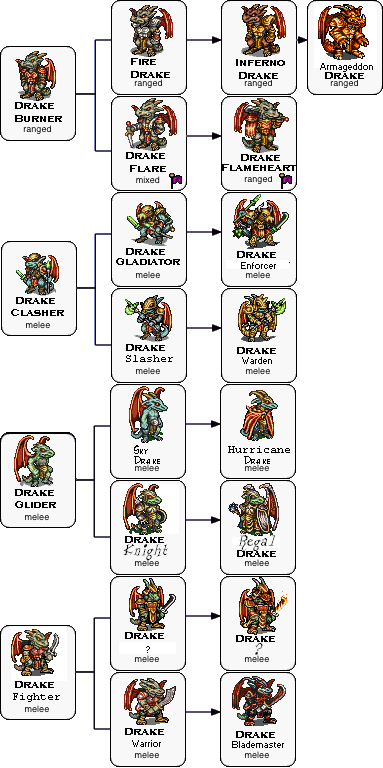 FIRE
DRAKE
ranged
INFERNO
DRAKE
ranged
Armageddon
DRAKE
ranged
DRAKE
BURNER
ranged
DRAKE
FLARE
mixed
DRAKE
FLAMEHEART
ranged
DRAKE
GLADIATOR
melee
DRAKE
Enforcer
melee
DRAKE
CLASHER
melee
DRAKE
Slasher
melee
DRAKE
Warden
melee
SKY
DRAKE
melee
Hurricane
DRAKE
melee
DRAKE
GLIDER
melee
DRAKE
Knight
melee
Regal
DRAKE
melee
DRAKE
?
melee
DRAKE
?
melee
DRAKE
Fighter
melee
DRAKE
Warrior
melee
DRAKE
Blademaster
melee